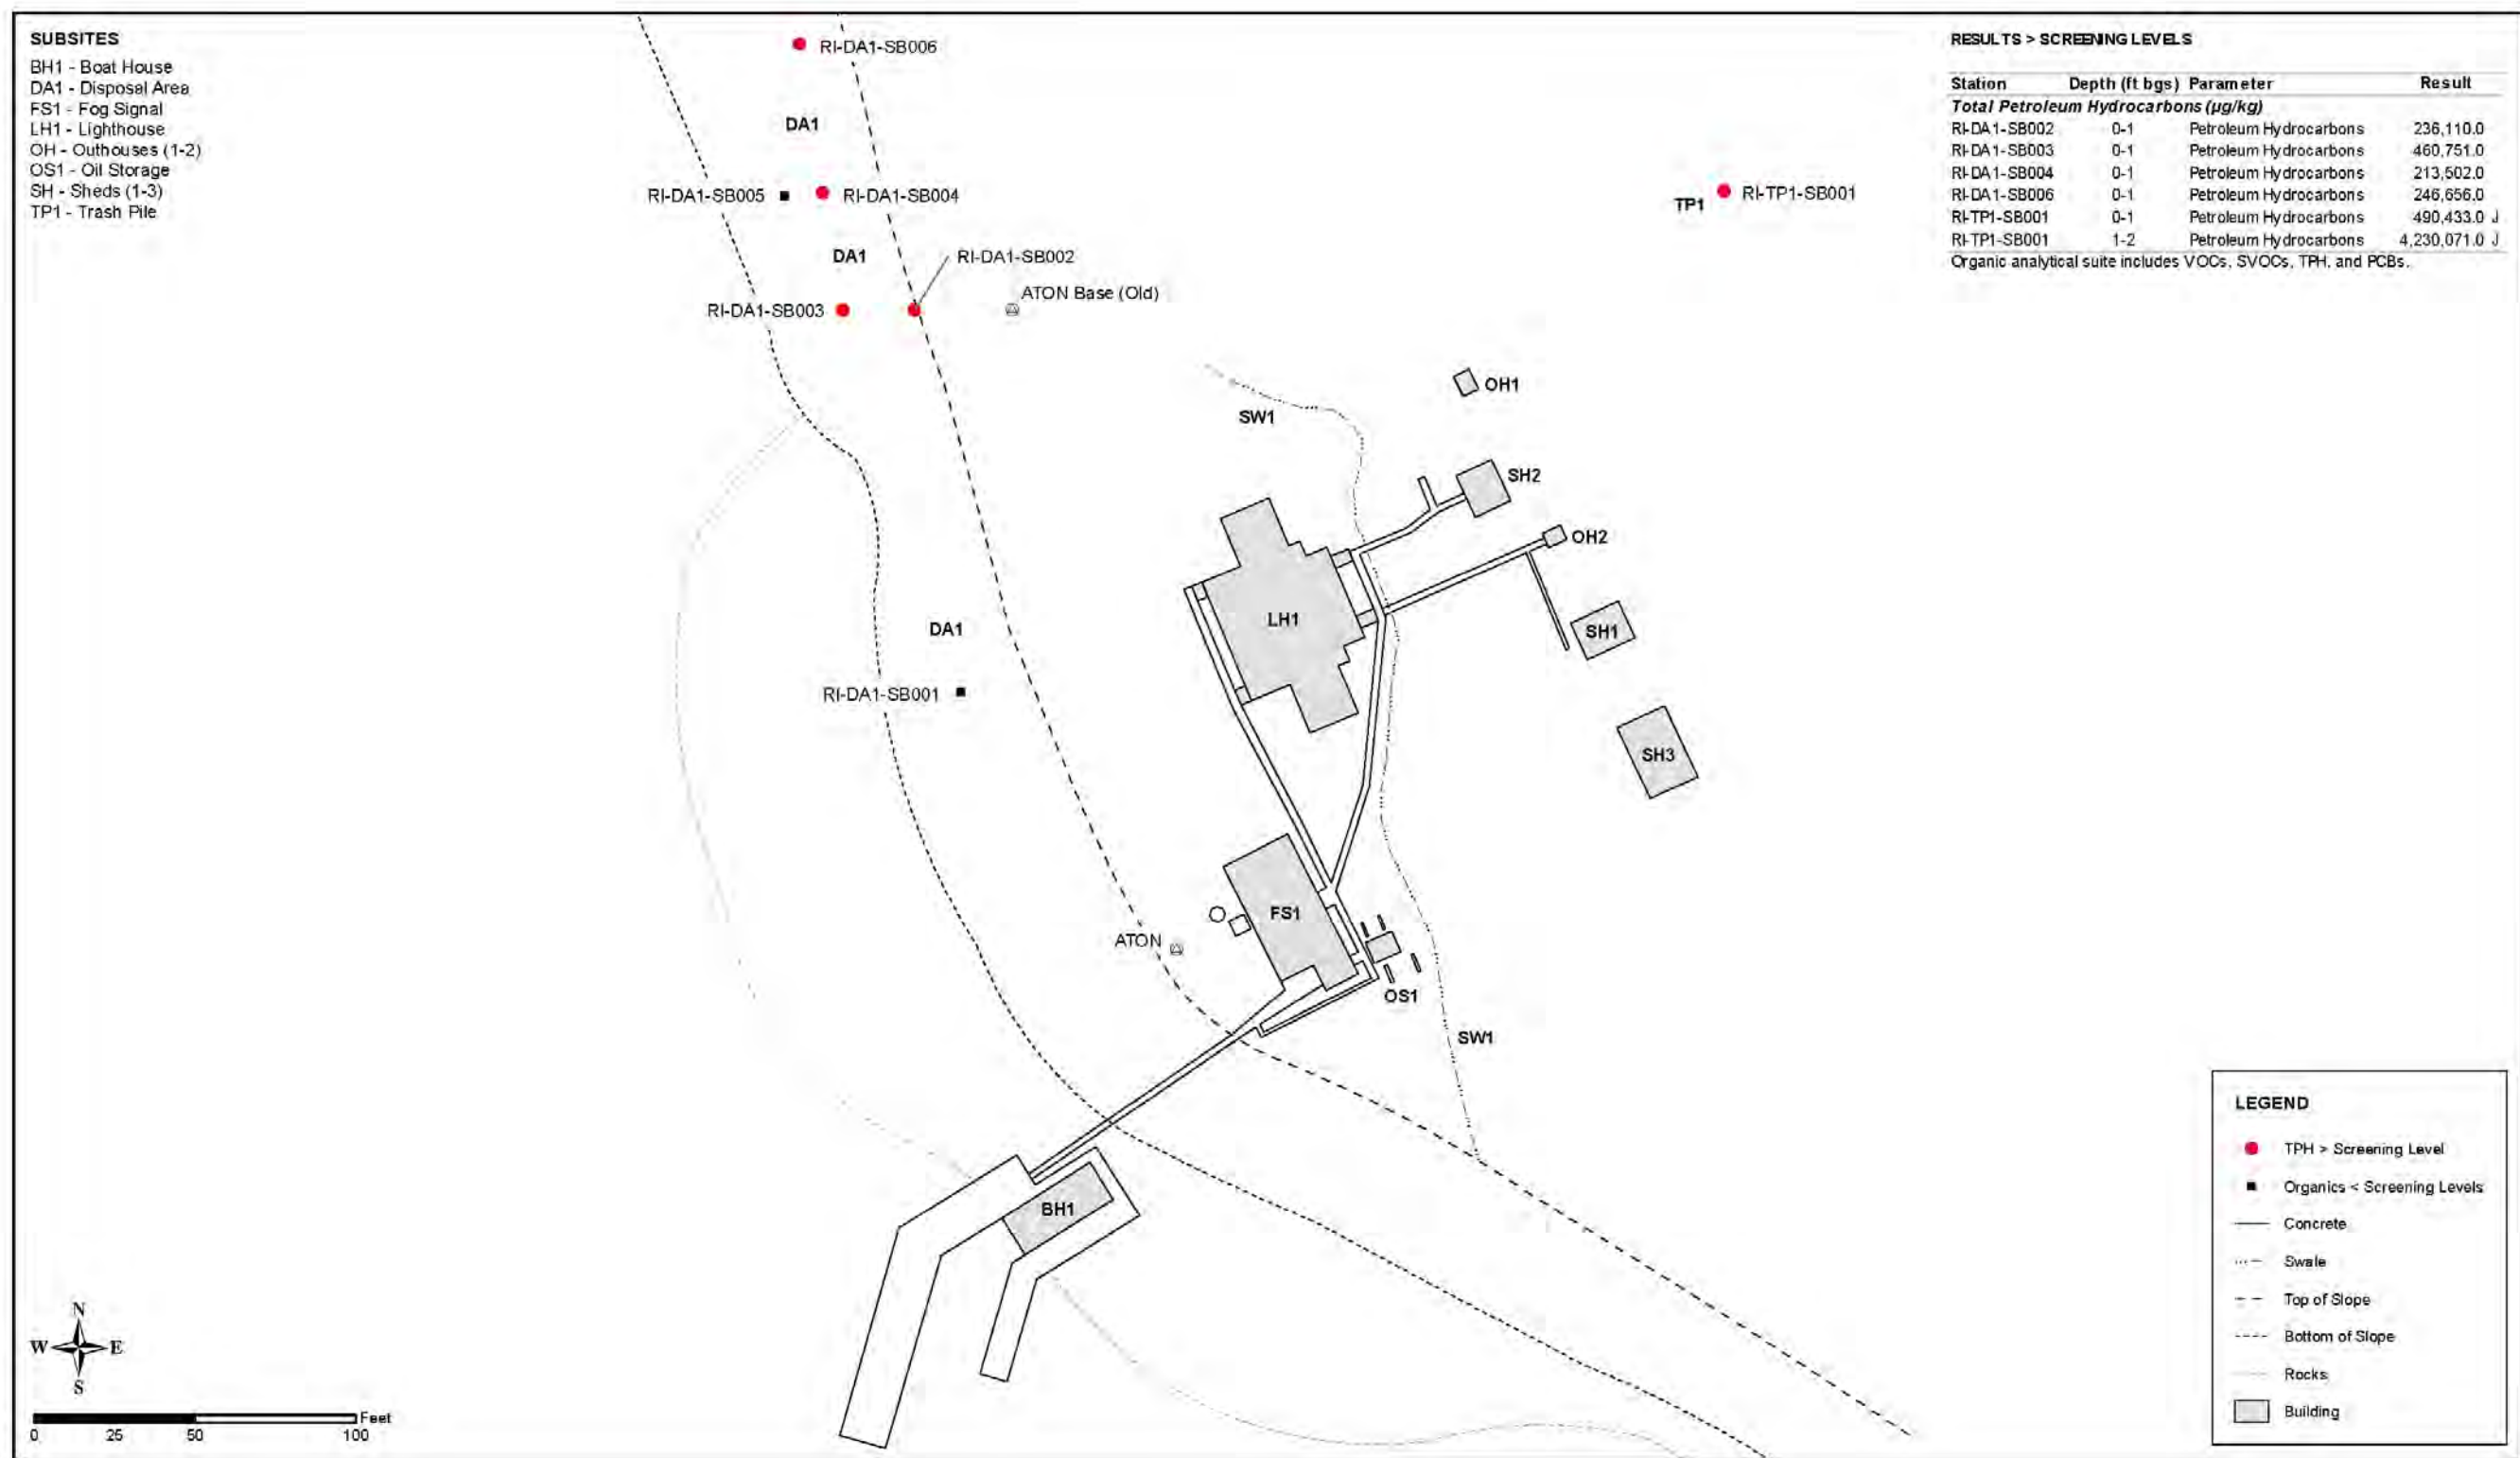 SUBSITES
BH1 - Boat House
DA1 - Disposal Area
FS1 - Fog Signal
LH1 - Lighthouse
OH - Outhouses (1-2)
OS1 - Oil Storage
SH - Sheds (1-3)
TP1 - Trash Pile
RESULTS > SCREENING LEVELS
Station Depth (ft bgs) Parameter Result
Total Petroleum Hydrocarbons (µg/kg)
RI-DA1-SB002 0-1 Petroleum Hydrocarbons 236,110.0
RI-DA1-SB003 0-1 Petroleum Hydrocarbons 460,751.0
RI-DA1-SB004 0-1 Petroleum Hydrocarbons 213,502.0
RI-DA1-SB006 0-1 Petroleum Hydrocarbons 246,656.0
RI-TP1-SB001 0-1 Petroleum Hydrocarbons 490,433.0 J
RI-TP1-SB001 1-2 Petroleum Hydrocarbons 4,230,071.0 J
Organic analytical suite includes VOCs, SVOCs, TPH, and PCBs.
RI-DA1-SB006
DA1
RI-DA1-SB005
RI-DA1-SB004
TP1
RI-TP1-SB001
DA1
RI-DA1-SB002
ATON Base (Old)
RI-DA1-SB003
OH1
SW1
SH2
OH2
LH1
DA1
SH1
RI-DA1-SB001
SH3
FS1
ATON
OS1
SW1
BH1
LEGEND
TPH > Screening Level
Organics < Screening Levels
Concrete
Swale
Top of Slope
Bottom of Slope
Rocks
Building
N
W E
S
Feet
0 25 50 100